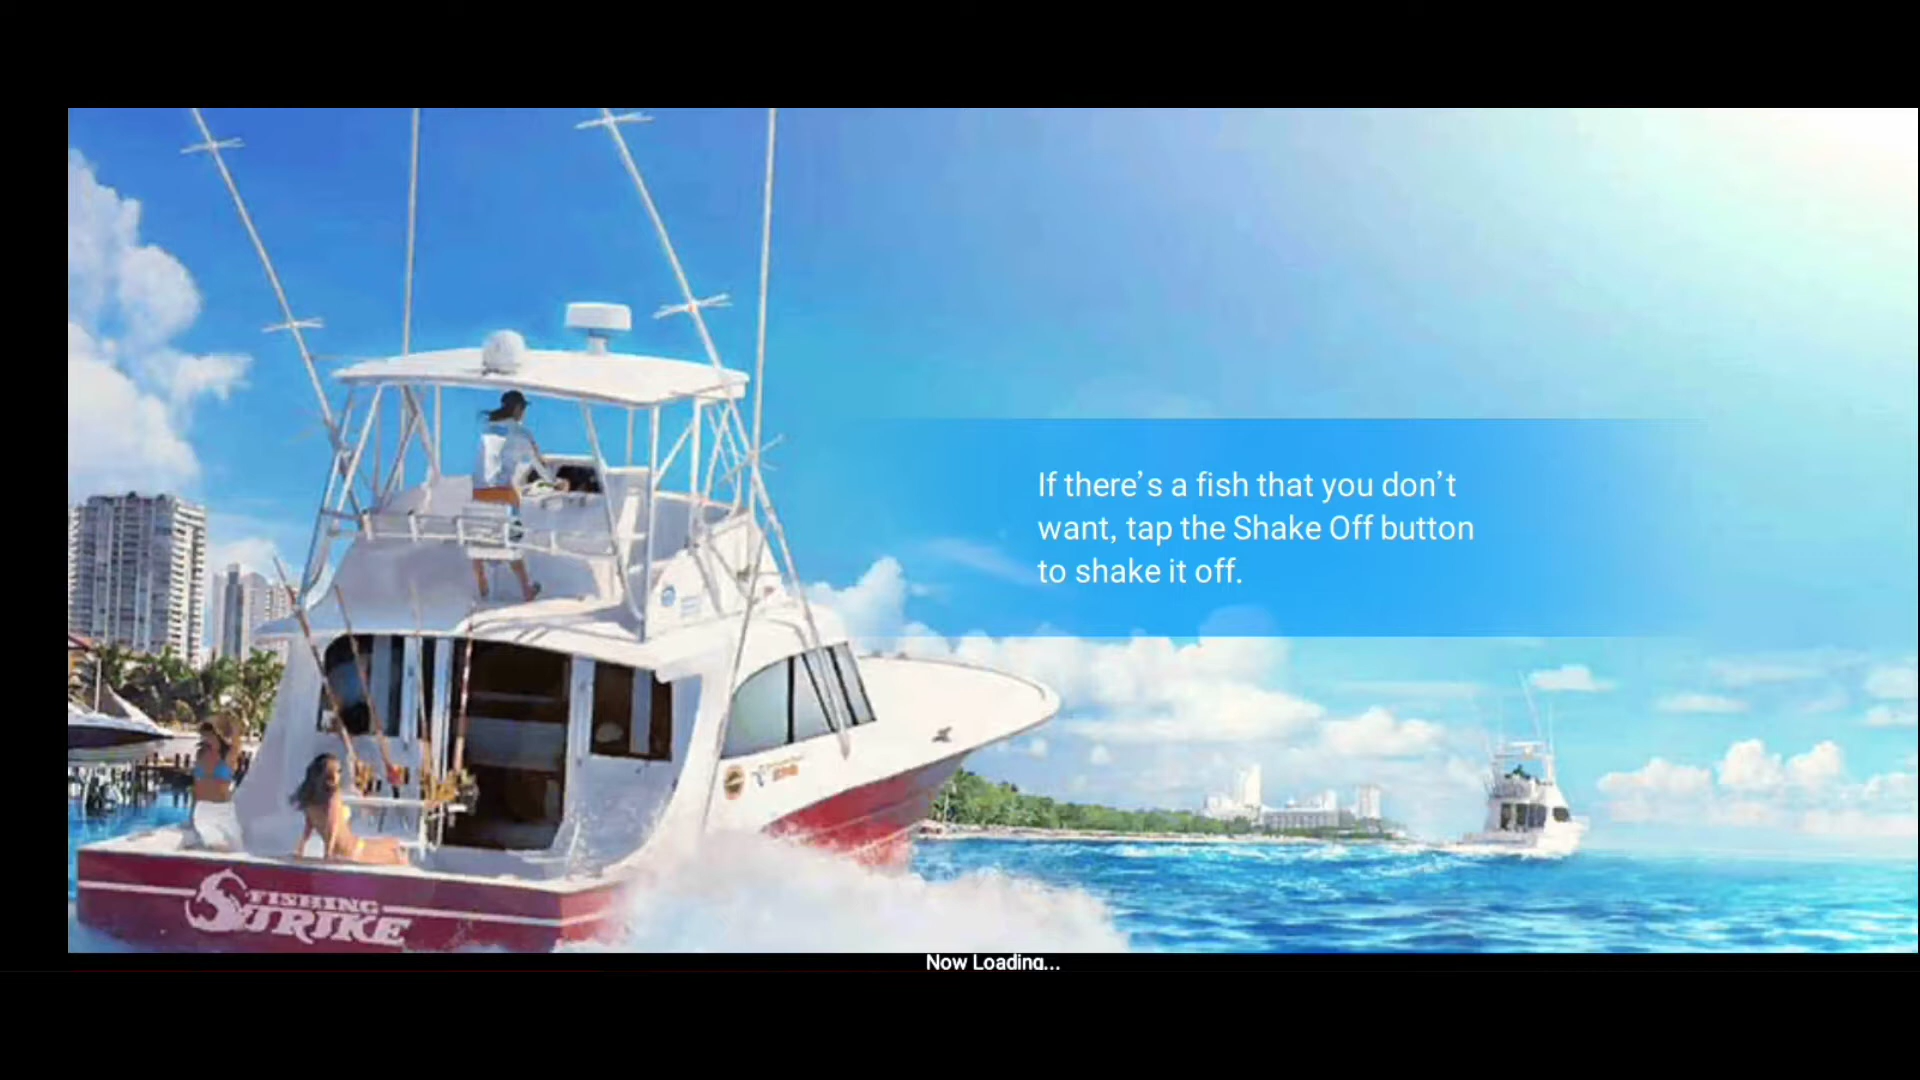 If there’s a fish that you don’t
want, tap the Shake Off button
to shake it off.
FISHING
STRIKE
Now Loading...